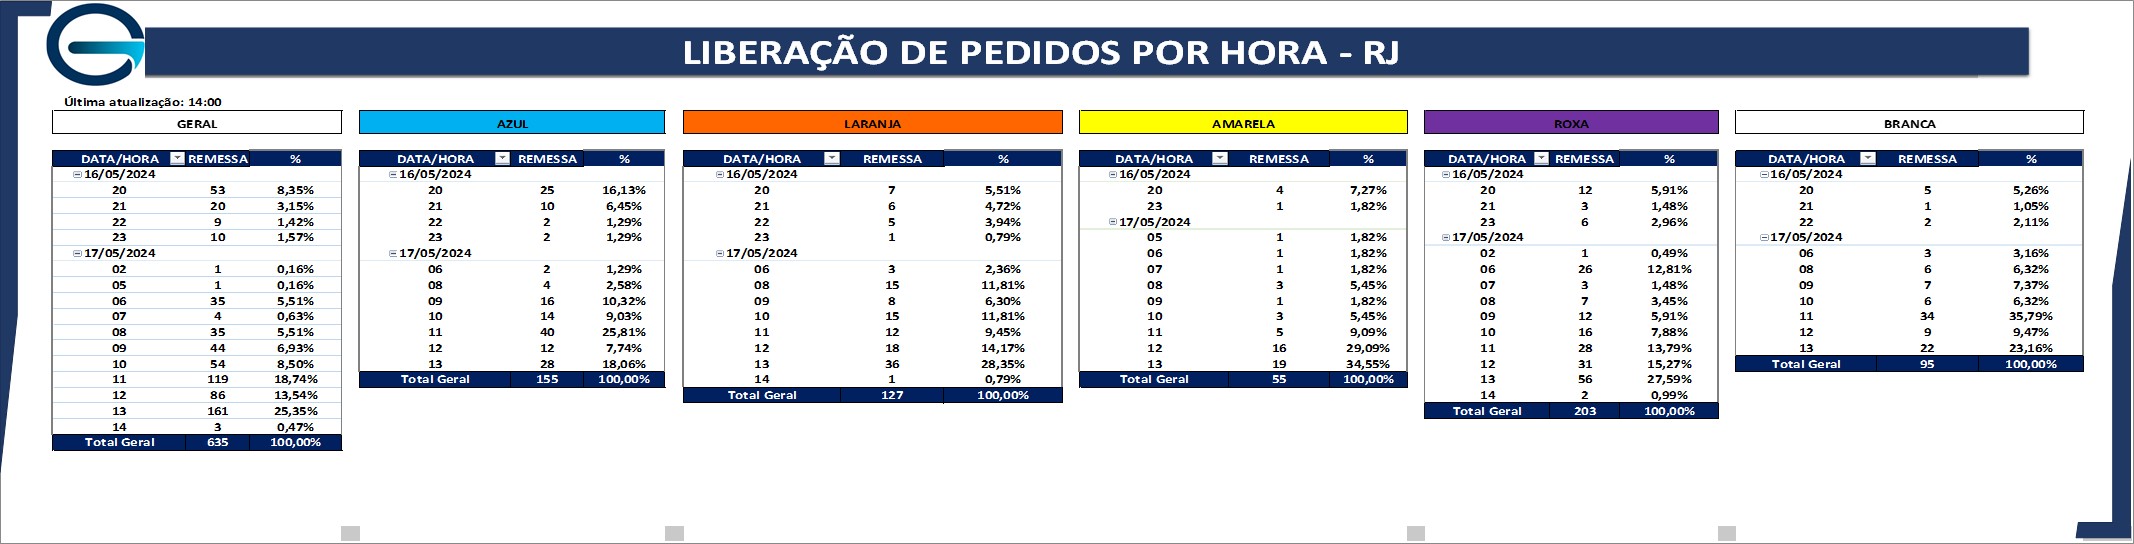 LIBERAÇÃO DE PEDIDOS POR HORA - RJ
Última atualização: 14:00
GERAL
DATA/HORA REMESSA %
16/05/2024
20 53 8,35%
21 20 3,15%
22 9 1,42%
23 10 1,57%
17/05/2024
02 1 0,16%
05 1 0,16%
06 35 5,51%
07 4 0,63%
08 35 5,51%
09 44 6,93%
10 54 8,50%
11 119 18,74%
12 86 13,54%
13 161 25,35%
14 3 0,47%
Total Geral 635 100,00%
AZUL
DATA/HORA REMESSA %
16/05/2024
20 25 16,13%
21 10 6,45%
22 2 1,29%
23 2 1,29%
17/05/2024
06 2 1,29%
08 4 2,58%
09 16 10,32%
10 14 9,03%
11 40 25,81%
12 12 7,74%
13 28 18,06%
Total Geral 155 100,00%
LARANJA
DATA/HORA REMESSA %
16/05/2024
20 7 5,51%
21 6 4,72%
22 5 3,94%
23 1 0,79%
17/05/2024
06 3 2,36%
08 15 11,81%
09 8 6,30%
10 15 11,81%
11 12 9,45%
12 18 14,17%
13 36 28,35%
14 1 0,79%
Total Geral 127 100,00%
AMARELA
DATA/HORA REMESSA %
16/05/2024
20 4 7,27%
23 1 1,82%
17/05/2024
05 1 1,82%
06 1 1,82%
07 1 1,82%
08 3 5,45%
09 1 1,82%
10 3 5,45%
11 5 9,09%
12 16 29,09%
13 19 34,55%
Total Geral 55 100,00%
ROXA
DATA/HORA REMESSA %
16/05/2024
20 12 5,91%
21 3 1,48%
23 6 2,96%
17/05/2024
02 1 0,49%
06 26 12,81%
07 3 1,48%
08 7 3,45%
09 12 5,91%
10 16 7,88%
11 28 13,79%
12 31 15,27%
13 56 27,59%
14 2 0,99%
Total Geral 203 100,00%
BRANCA
DATA/HORA REMESSA %
16/05/2024
20 5 5,26%
21 1 1,05%
22 2 2,11%
17/05/2024
06 3 3,16%
08 6 6,32%
09 7 7,37%
10 6 6,32%
11 34 35,79%
12 9 9,47%
13 22 23,16%
Total Geral 95 100,00%